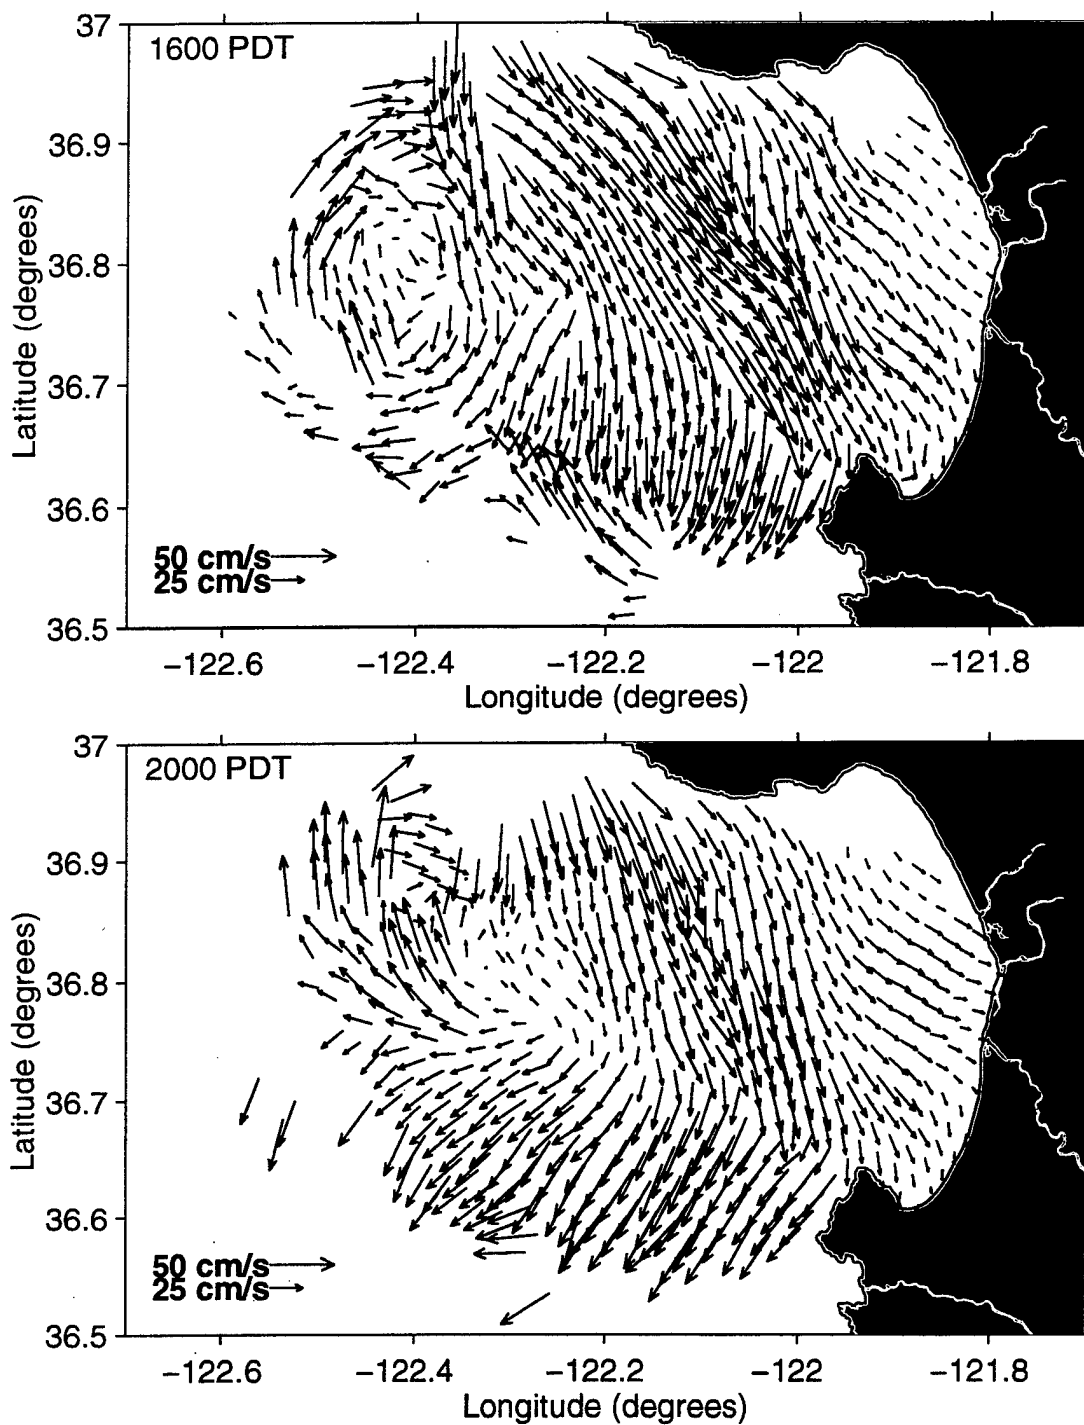 37
1600 PDT
36.9
36.8
36.7
36.6
36.5
Latitude (degrees)
50 cm/s
25 cm/s
−122.6 −122.4 −122.2 −122 −121.8
Longitude (degrees)
37
2000 PDT
36.9
36.8
36.7
36.6
36.5
Latitude (degrees)
50 cm/s
25 cm/s
−122.6 −122.4 −122.2 −122 −121.8
Longitude (degrees)